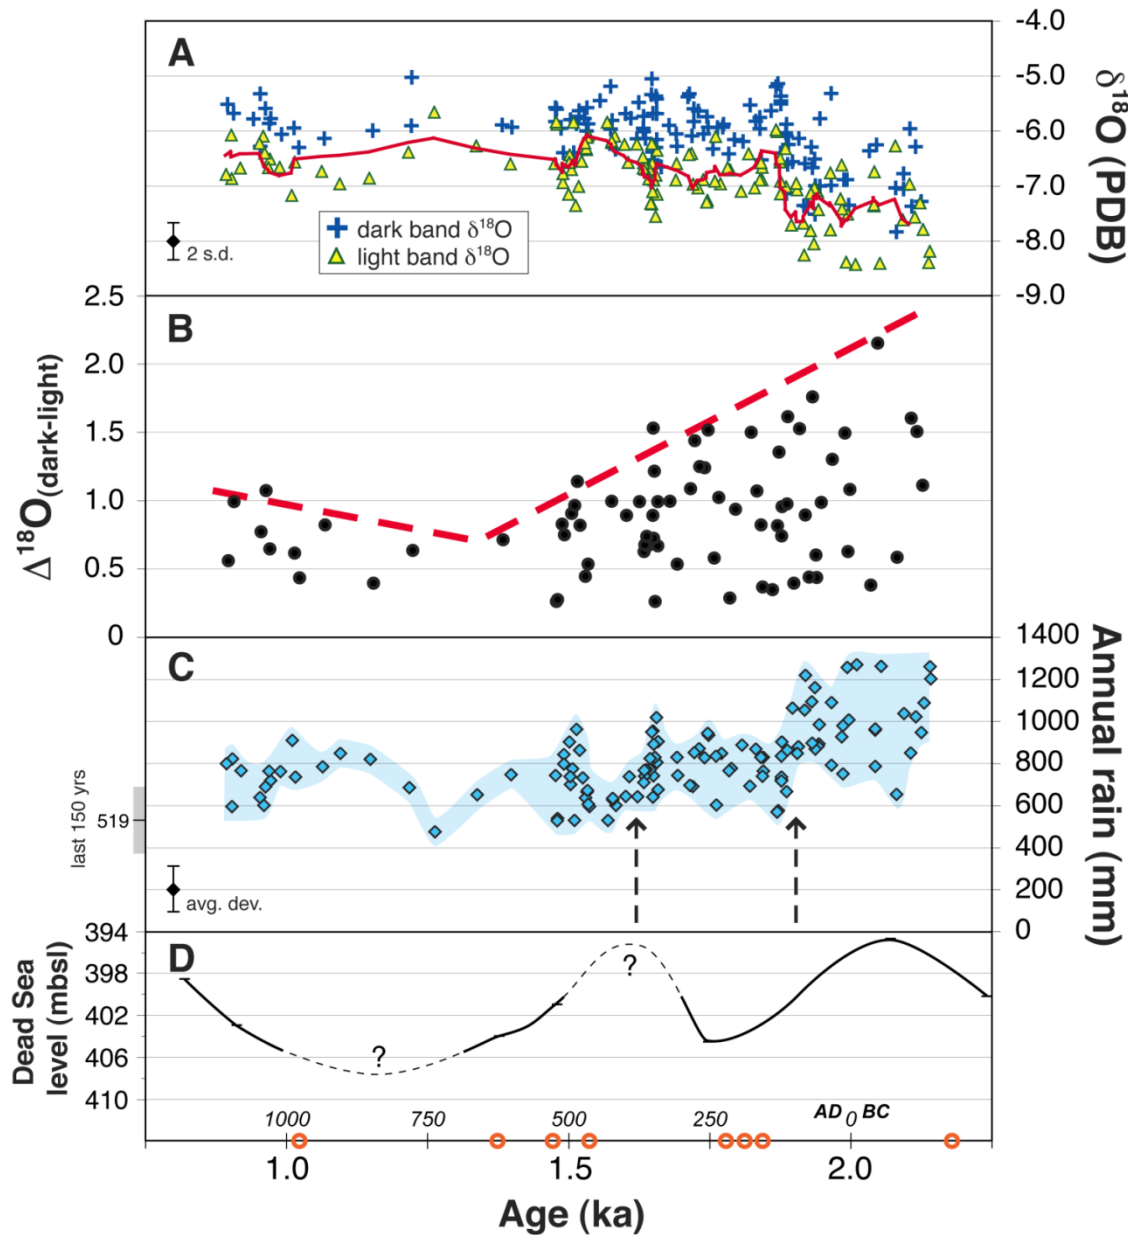 A
-4.0
-5.0
-6.0
-7.0
-8.0
-9.0
δ18O (PDB)
dark band δ18O
light band δ18O
2 s.d.
B
2.5
2.0
1.5
1.0
0.5
0
Δ18O(dark-light)
C
1400
1200
1000
800
600
400
200
0
Annual rain (mm)
last 150 yrs
519
avg. dev.
D
394
398
402
406
410
Dead Sea
level (mbsl)
?
?
1000 750 500 250 AD 0 BC
1.0 1.5 2.0
Age (ka)